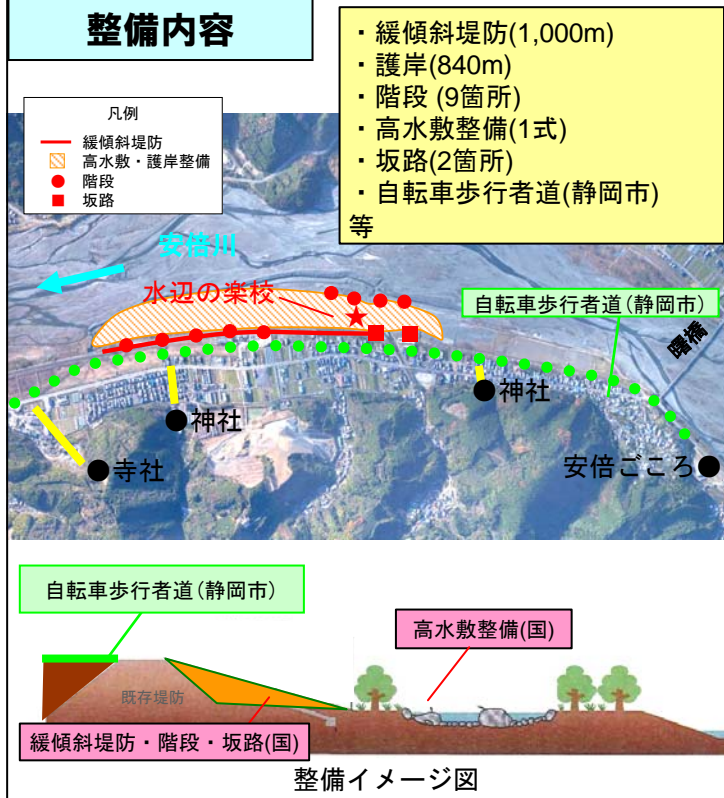 整備内容
・緩傾斜堤防(1,000m)
・護岸(840m)
・階段 (9箇所)
・高水敷整備(1式)
・坂路(2箇所)
・自転車歩行者道(静岡市)
等
凡例
緩傾斜堤防
高水敷・護岸整備
階段
坂路
安倍川
水辺の楽校
自転車歩行者道(静岡市)
曙橋
神社
神社
寺社
安倍ごころ
自転車歩行者道(静岡市)
高水敷整備(国)
既存堤防
緩傾斜堤防・階段・坂路(国)
整備イメージ図